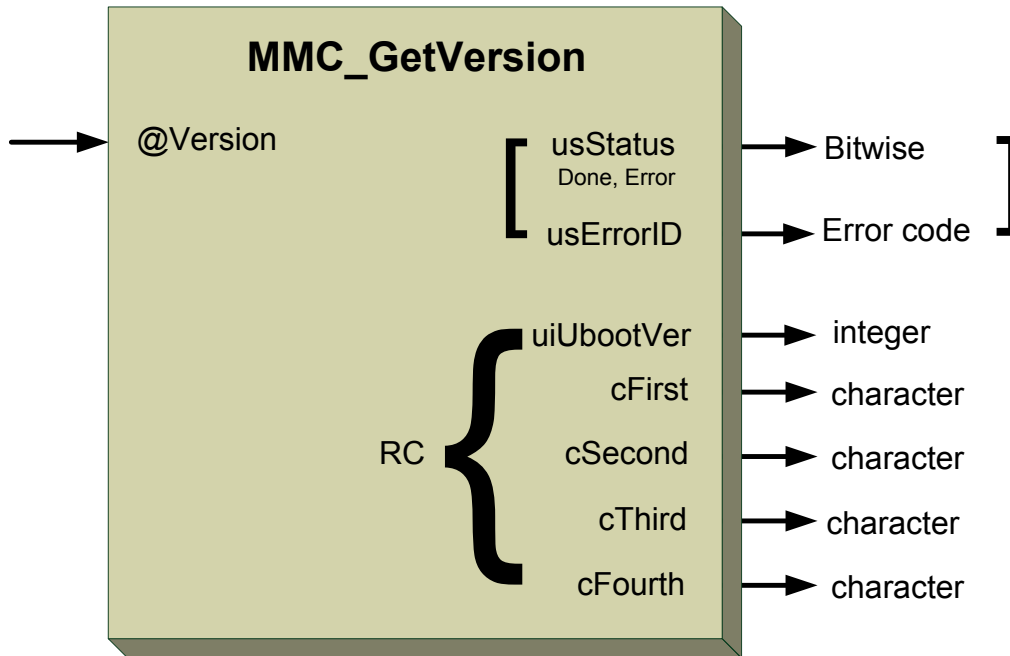 MMC_GetVersion
@Version
usStatus
Bitwise
Done, Error
usErrorID
Error code
uiUbootVer
integer
cFirst
character
RC
cSecond
character
cThird
character
cFourth
character